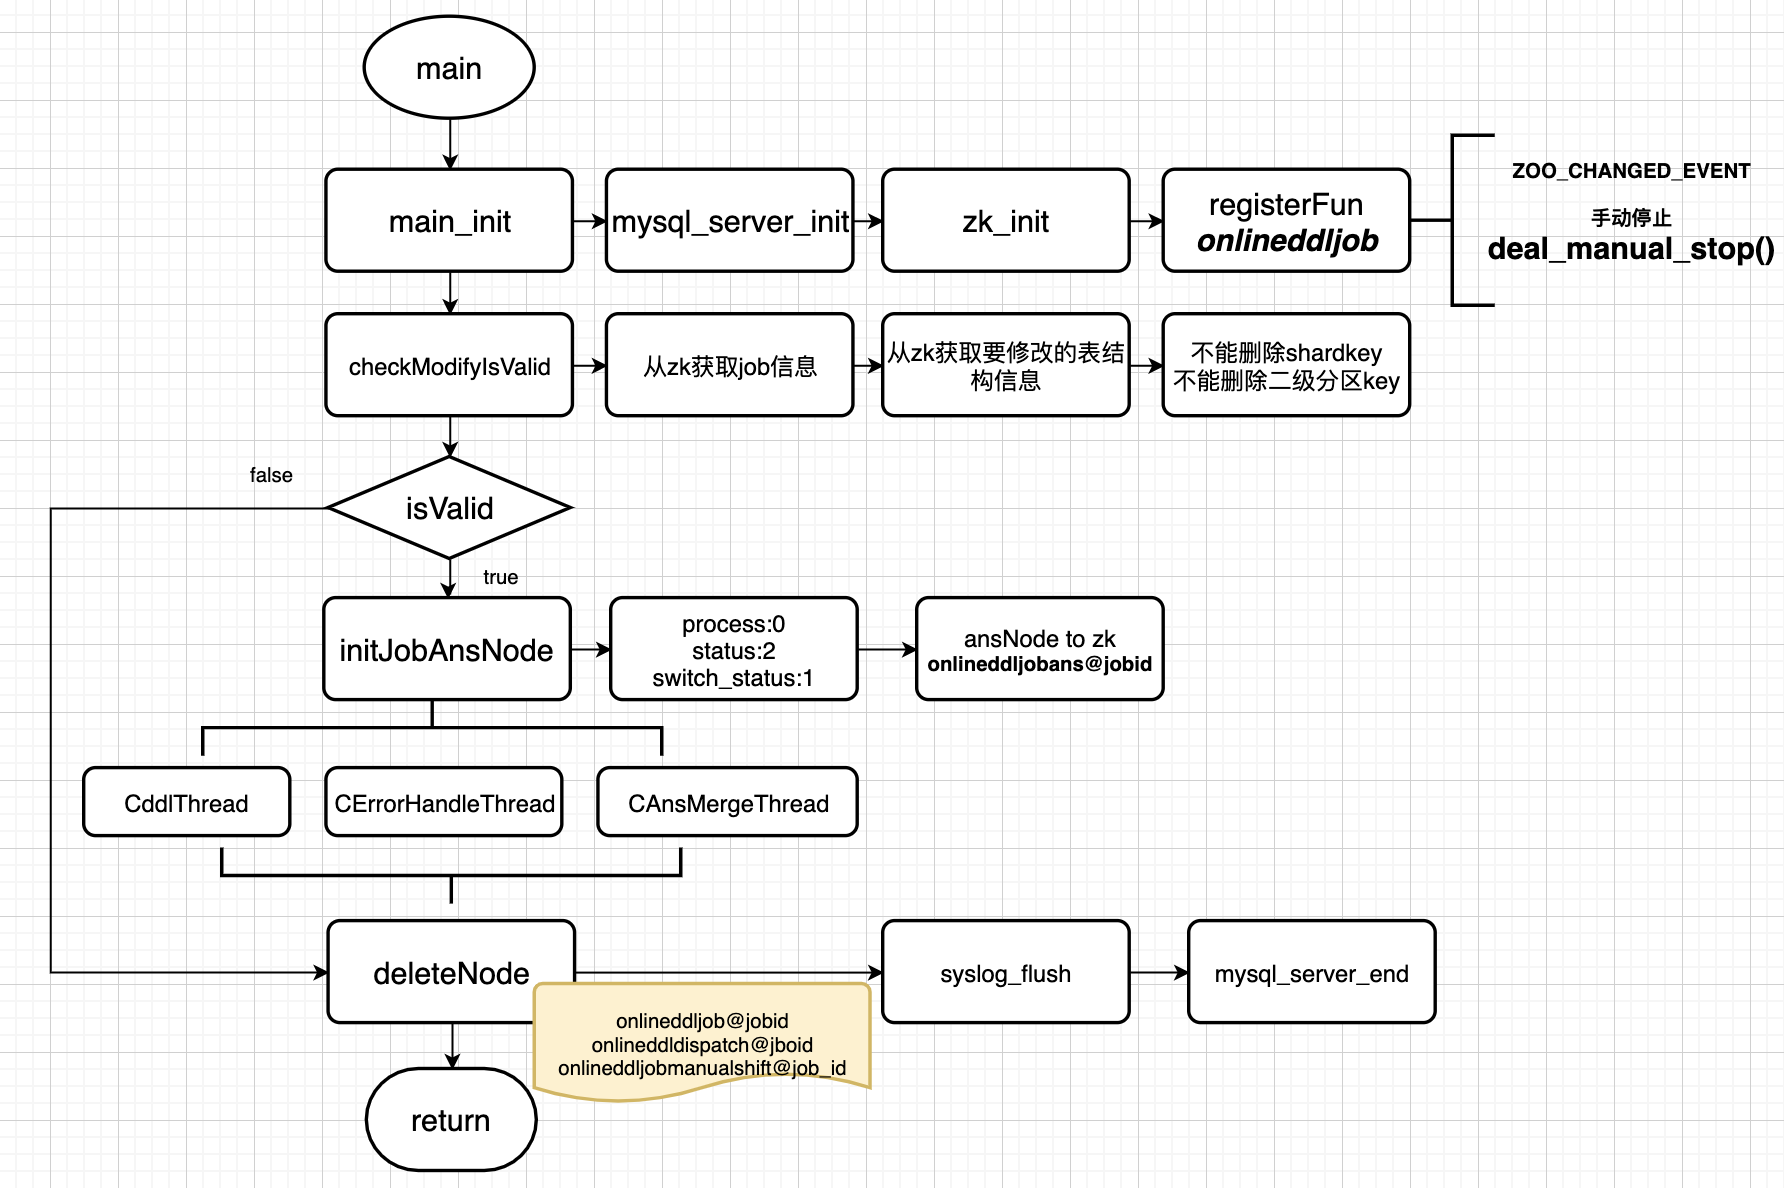 main
main_init
mysql_server_init
zk_init
registerFun
onlineddljob
ZOO_CHANGED_EVENT
手动停止
deal_manual_stop()
checkModifyIsValid
从zk获取job信息
从zk获取要修改的表结
构信息
不能删除shardkey
不能删除二级分区key
false
isValid
true
initJobAnsNode
process:0
status:2
switch_status:1
ansNode to zk
onlineddljobans@jobid
CddlThread
CErrorHandleThread
CAnsMergeThread
deleteNode
syslog_flush
mysql_server_end
onlineddljob@jobid
onlineddldispatch@jboid
onlineddljobmanualshift@job_id
return